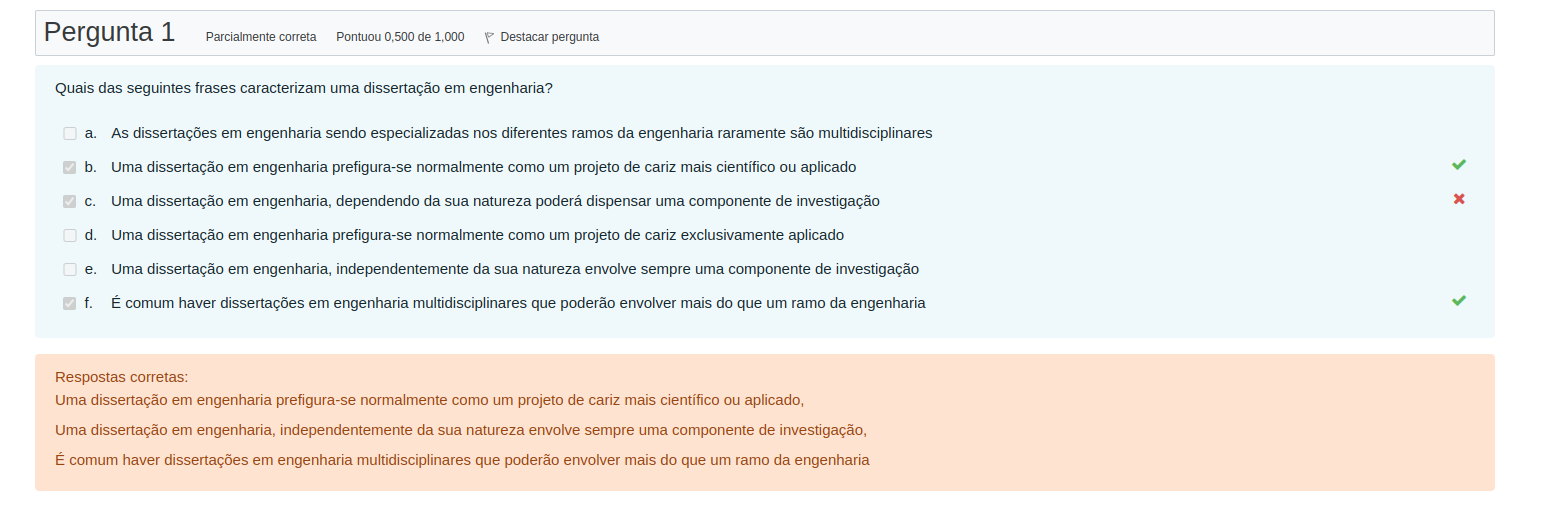 Pergunta 1 Parcialmente correta Pontuou 0,500 de 1,000 Destacar pergunta
Quais das seguintes frases caracterizam uma dissertação em engenharia?
a. As dissertações em engenharia sendo especializadas nos diferentes ramos da engenharia raramente são multidisciplinares
b. Uma dissertação em engenharia prefigura-se normalmente como um projeto de cariz mais científico ou aplicado
c. Uma dissertação em engenharia, dependendo da sua natureza poderá dispensar uma componente de investigação
d. Uma dissertação em engenharia prefigura-se normalmente como um projeto de cariz exclusivamente aplicado
e. Uma dissertação em engenharia, independentemente da sua natureza envolve sempre uma componente de investigação
f. É comum haver dissertações em engenharia multidisciplinares que poderão envolver mais do que um ramo da engenharia
Respostas corretas:
Uma dissertação em engenharia prefigura-se normalmente como um projeto de cariz mais científico ou aplicado,
Uma dissertação em engenharia, independentemente da sua natureza envolve sempre uma componente de investigação,
É comum haver dissertações em engenharia multidisciplinares que poderão envolver mais do que um ramo da engenharia